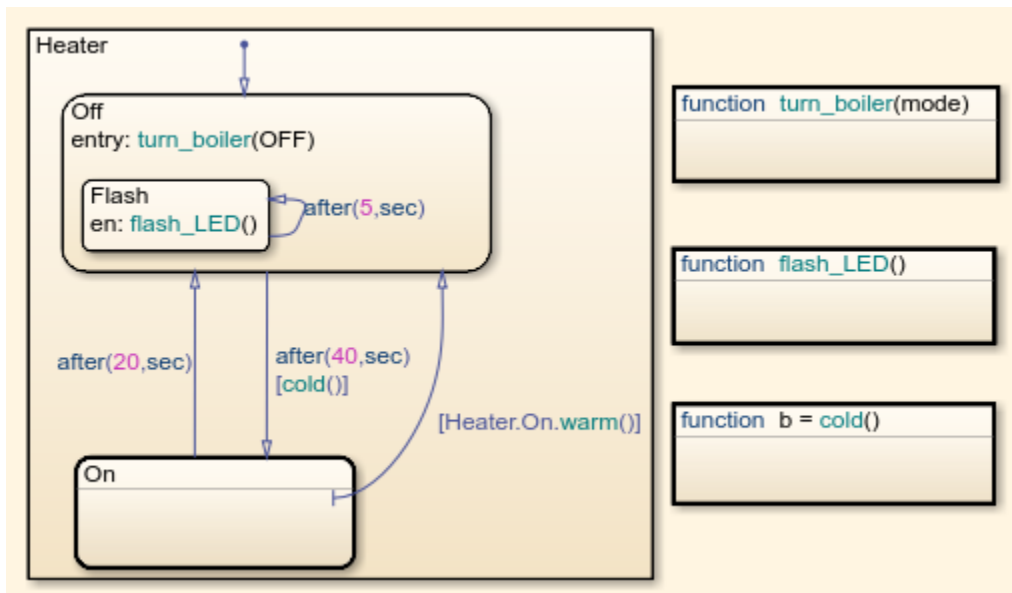 Heater
Off
entry: turn_boiler(OFF)
Flash
en: flash_LED()
after(5,sec)
after(20,sec)
after(40,sec)
[cold()]
[Heater.On.warm()]
On
function turn_boiler(mode)
function flash_LED()
function b = cold()